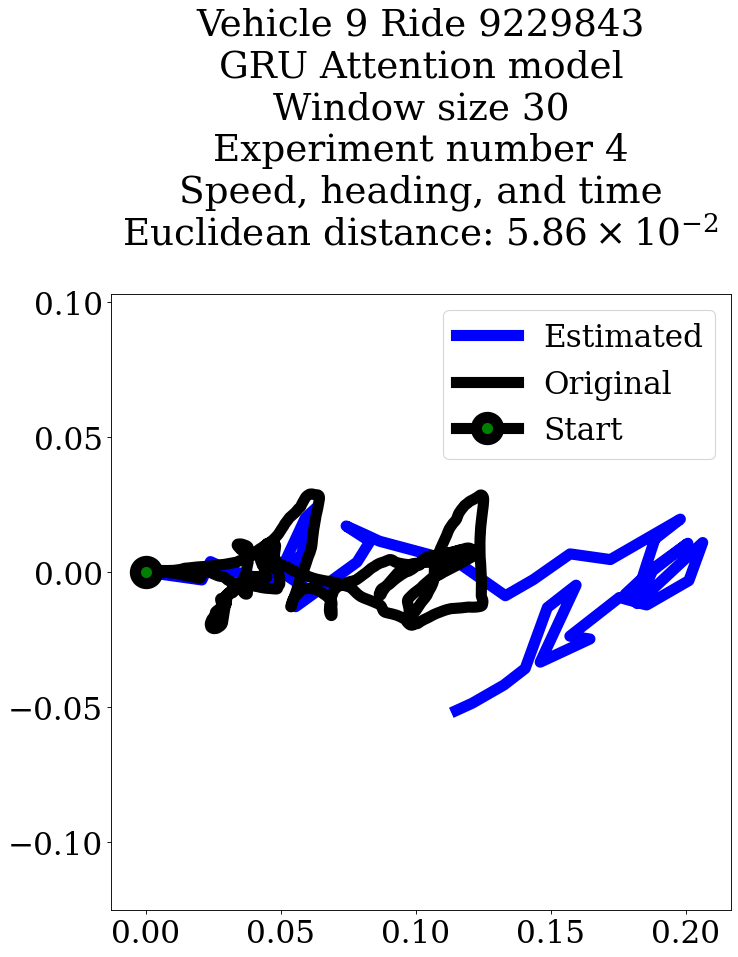 Vehicle 9 Ride 9229843
GRU Attention model
Window size 30
Experiment number 4
Speed, heading, and time
Euclidean distance: 5.86 × 10⁻²
0.10
0.05
0.00
−0.05
−0.10
Estimated
Original
Start
0.00 0.05 0.10 0.15 0.20